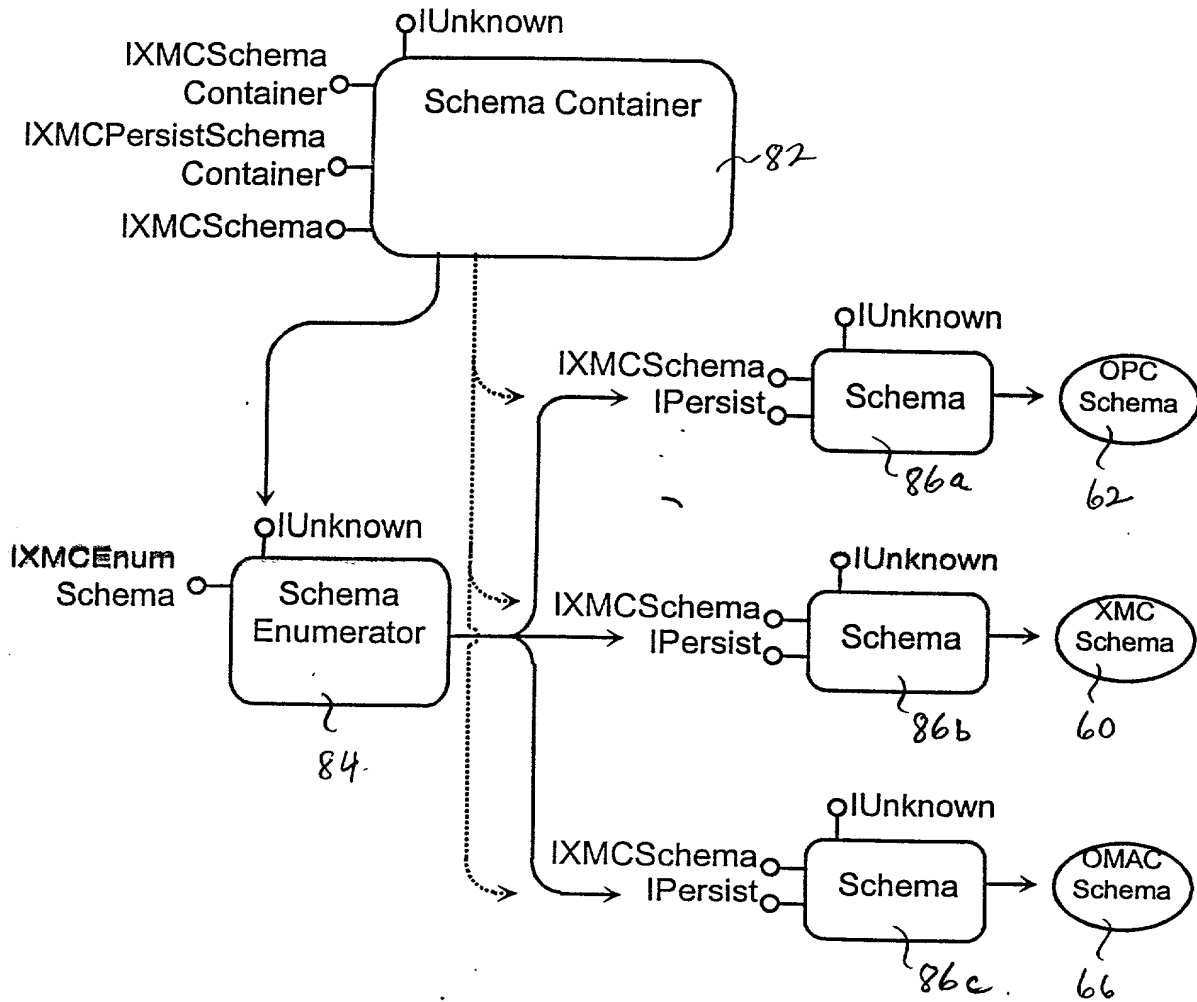 IUnknown
IXMCSchema
Container
IXMCPersistSchema
Container
IXMCSchema
Schema Container
82
IUnknown
IXMCSchema
IPersist
Schema
86a
OPC
Schema
62
IUnknown
IXMCEnum
Schema
Schema
Enumerator
84
IUnknown
IXMCSchema
IPersist
Schema
86b
XMC
Schema
60
IUnknown
IXMCSchema
IPersist
Schema
86c
OMAC
Schema
66